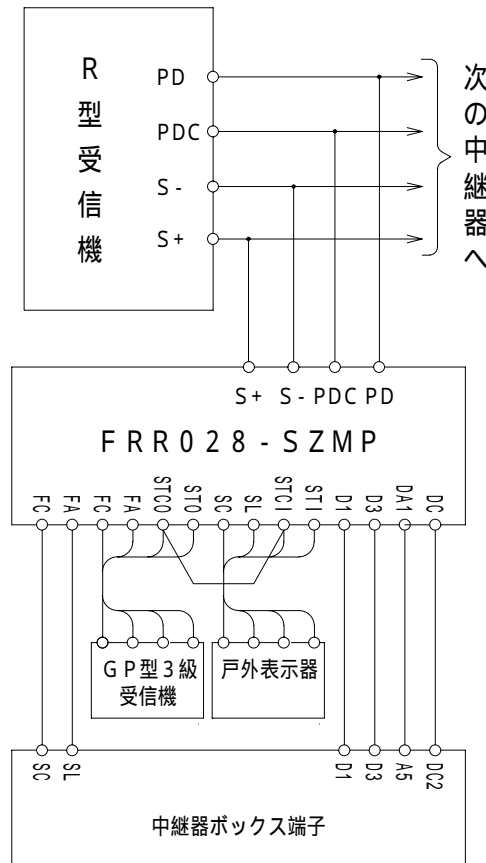 R型受信機
PD
PDC
S-
S+
次の中継器へ
S+ S- PDC PD
FRR028-SZMP
FC FA FC FA STCO STO SC SL STCI STI D1 D3 DA1 DC
GP型3級
受信機
戸外表示器
SC SL D1 D3 A5 DC2
中継器ボックス端子